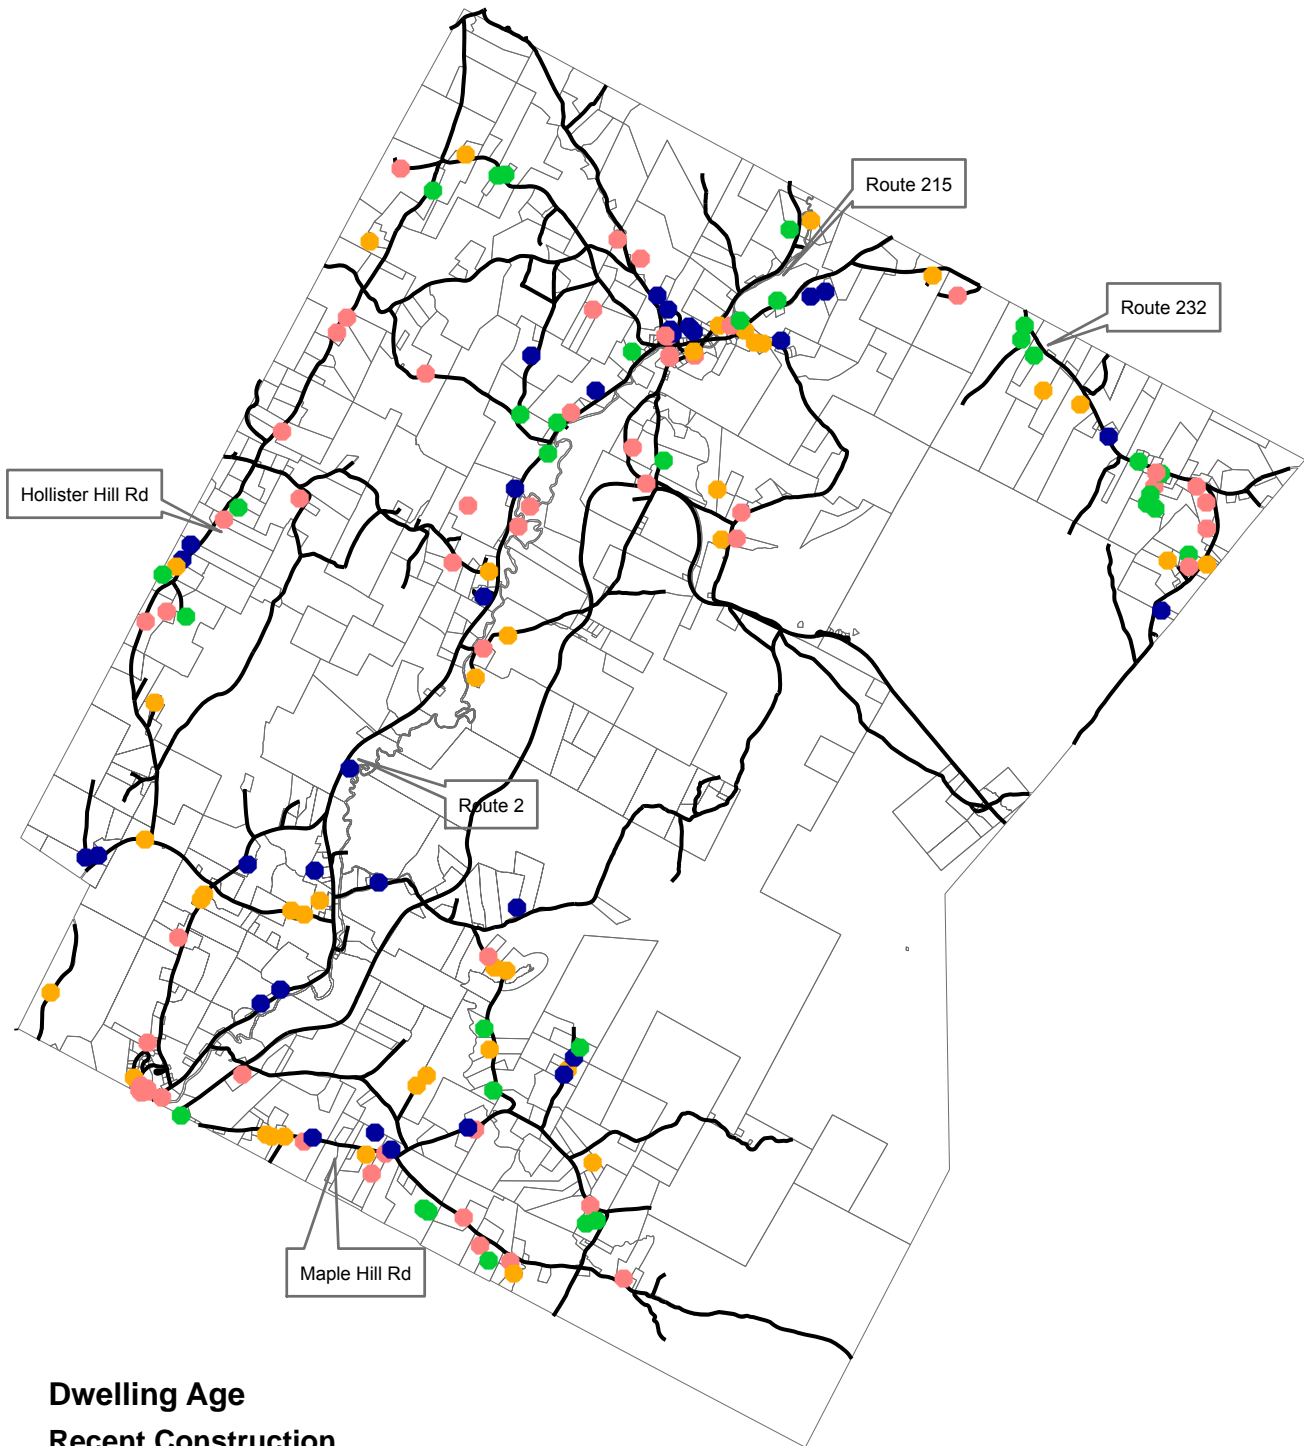 Route 215
Route 232
Hollister Hill Rd
Route 2
Maple Hill Rd
Dwelling Age
Recent Construction